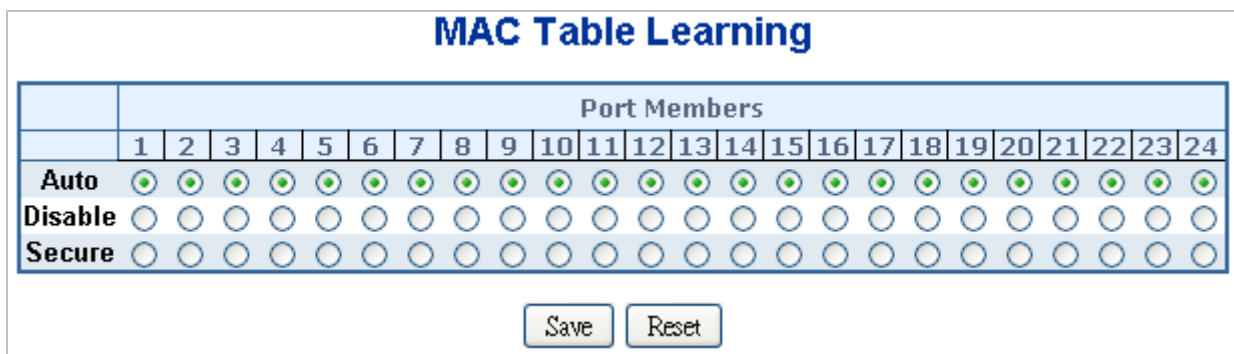 MAC Table Learning
Port Members
1 2 3 4 5 6 7 8 9 10 11 12 13 14 15 16 17 18 19 20 21 22 23 24
Auto
Disable
Secure
Save Reset